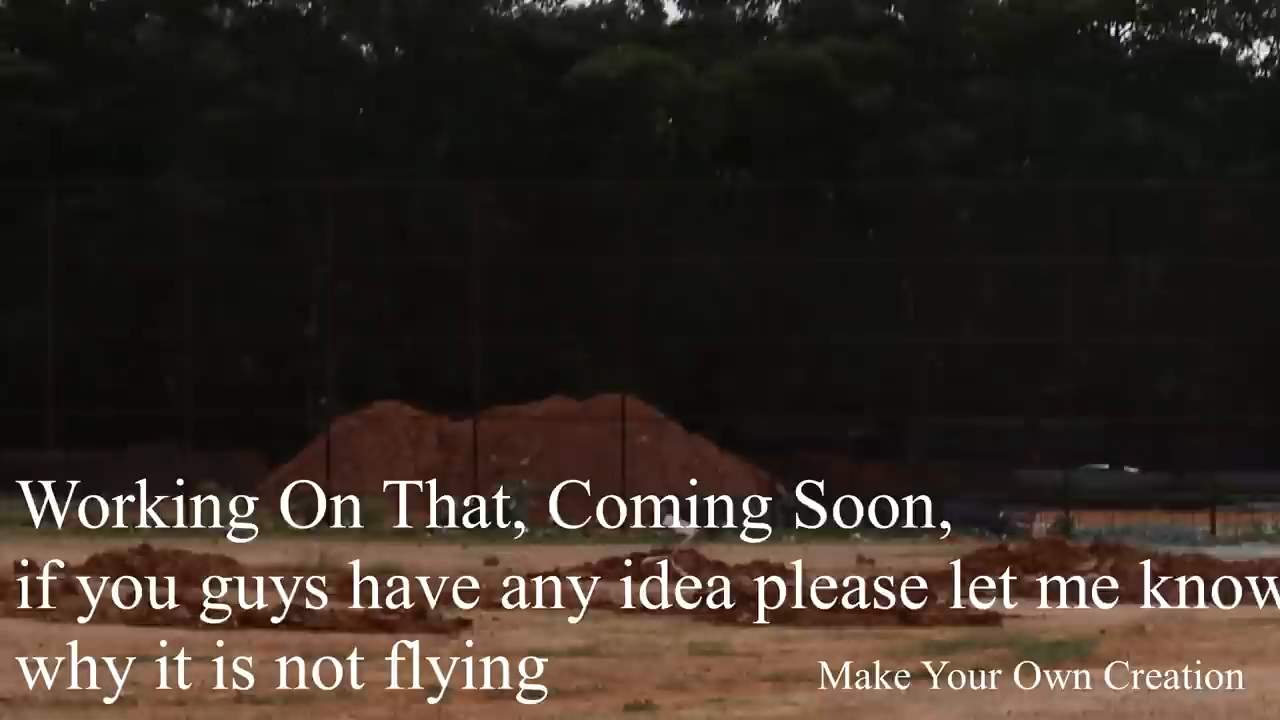 Working On That, Coming Soon,
if you guys have any idea please let me know
why it is not flying
Make Your Own Creation